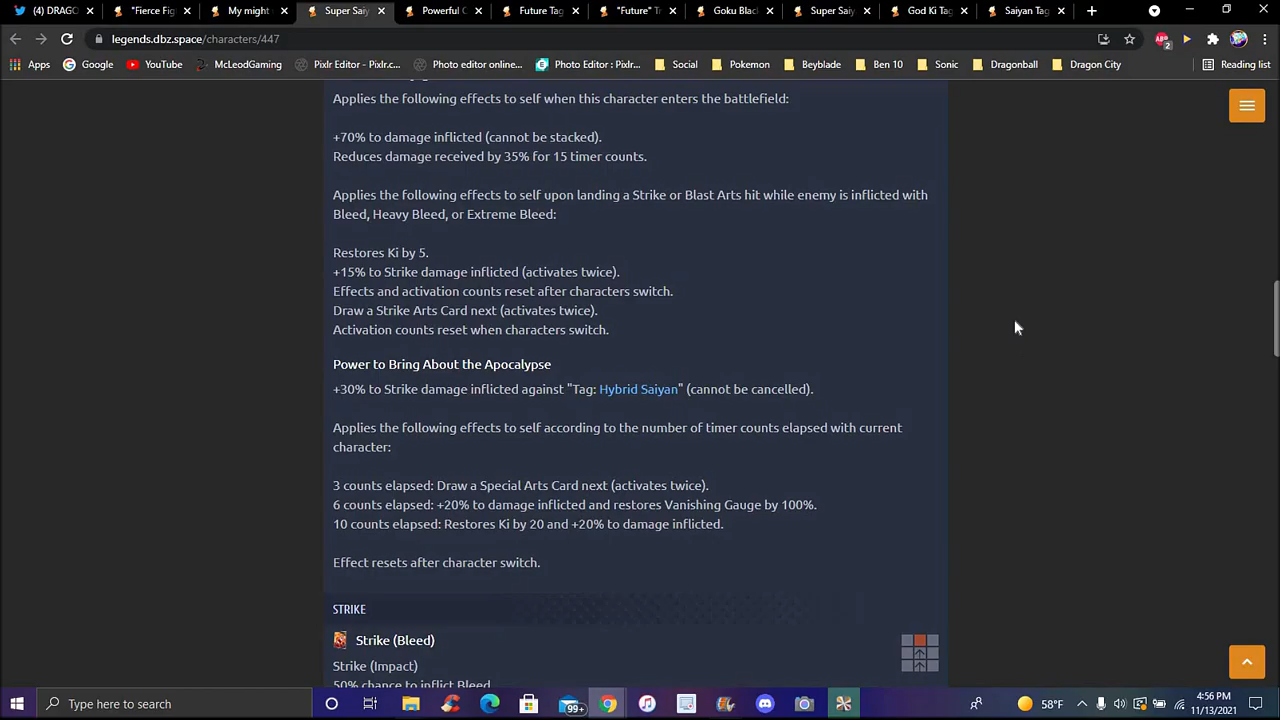 (4) DRAGO
"Fierce Fig
My might
Super Saiy
Powerful C
Future Tag
"Future" Tr
Goku Blac
Super Saiy
God Ki Tag
Saiyan Tag
legends.dbz.space/characters/447
Apps
Google
YouTube
McLeodGaming
Pixlr Editor - Pixlr.c...
Photo editor online...
Photo Editor : Pixlr...
Social
Pokemon
Beyblade
Ben 10
Sonic
Dragonball
Dragon City
Reading list
Applies the following effects to self when this character enters the battlefield:
+70% to damage inflicted (cannot be stacked).
Reduces damage received by 35% for 15 timer counts.
Applies the following effects to self upon landing a Strike or Blast Arts hit while enemy is inflicted with
Bleed, Heavy Bleed, or Extreme Bleed:
Restores Ki by 5.
+15% to Strike damage inflicted (activates twice).
Effects and activation counts reset after characters switch.
Draw a Strike Arts Card next (activates twice).
Activation counts reset when characters switch.
Power to Bring About the Apocalypse
+30% to Strike damage inflicted against "Tag: Hybrid Saiyan" (cannot be cancelled).
Applies the following effects to self according to the number of timer counts elapsed with current
character:
3 counts elapsed: Draw a Special Arts Card next (activates twice).
6 counts elapsed: +20% to damage inflicted and restores Vanishing Gauge by 100%.
10 counts elapsed: Restores Ki by 20 and +20% to damage inflicted.
Effect resets after character switch.
STRIKE
Strike (Bleed)
Strike (Impact)
50% chance to inflict Bleed
Type here to search
99+
58°F
4:56 PM
11/13/2021